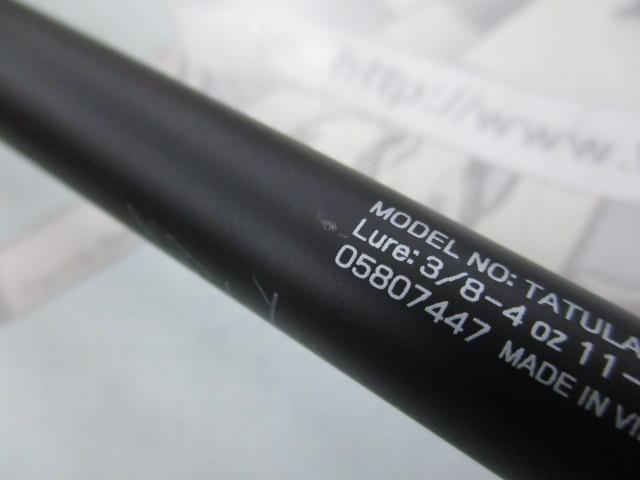 http://www.
MODEL NO: TATULA
Lure: 3/8-4 oz 11-
05807447 MADE IN VI